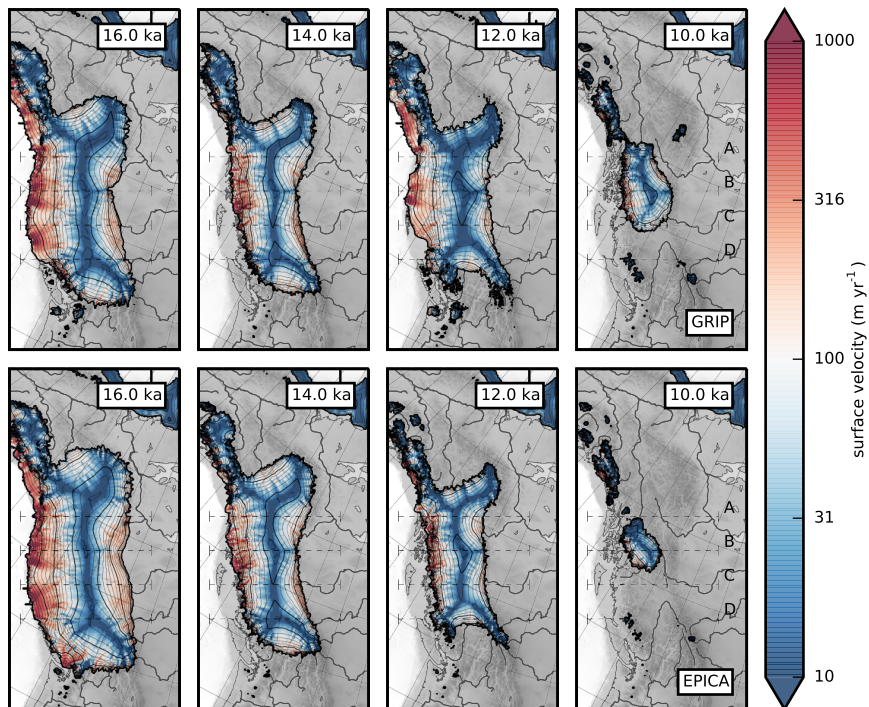 16.0 ka
14.0 ka
12.0 ka
10.0 ka
A
B
C
D
GRIP
16.0 ka
14.0 ka
12.0 ka
10.0 ka
A
B
C
D
EPICA
1000
316
100
31
10
surface velocity (m yr⁻¹)